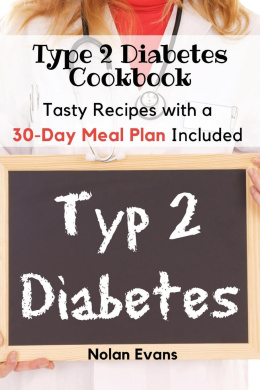 Type 2 Diabetes
Cookbook
Tasty Recipes with a
30-Day Meal Plan Included
Typ 2
Diabetes
Nolan Evans